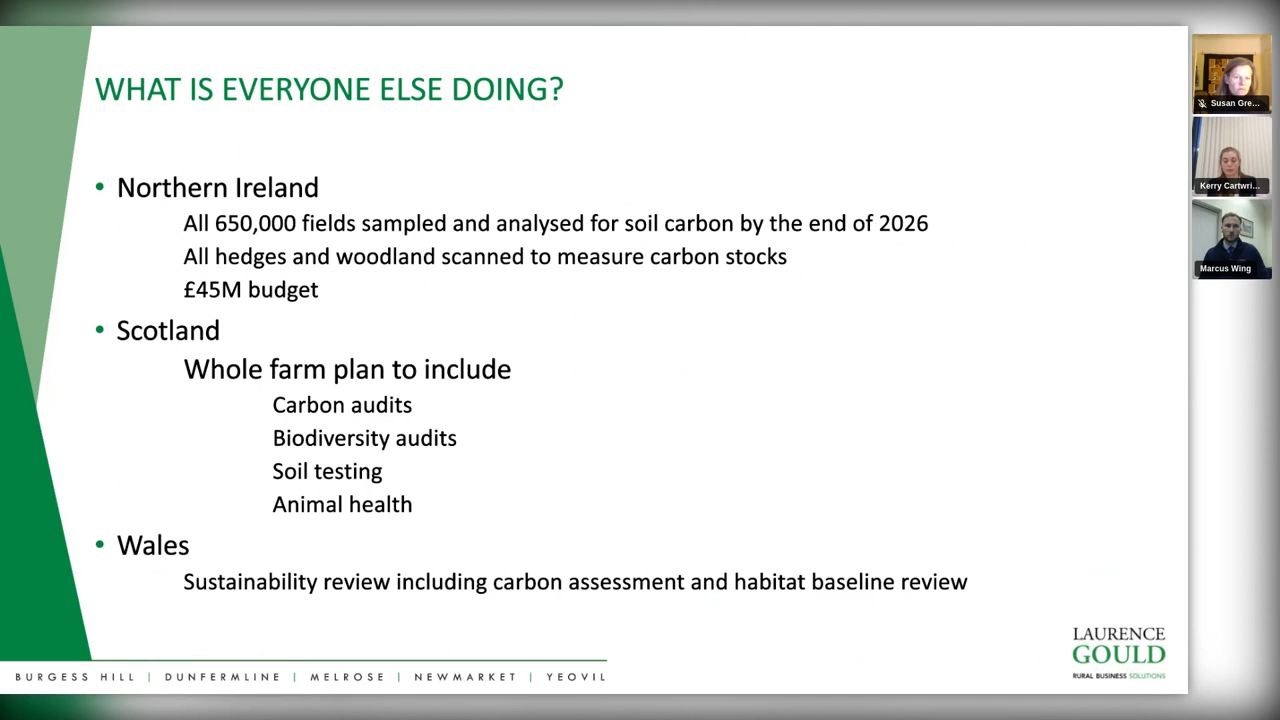 WHAT IS EVERYONE ELSE DOING?
• Northern Ireland
All 650,000 fields sampled and analysed for soil carbon by the end of 2026
All hedges and woodland scanned to measure carbon stocks
£45M budget
• Scotland
Whole farm plan to include
Carbon audits
Biodiversity audits
Soil testing
Animal health
• Wales
Sustainability review including carbon assessment and habitat baseline review
LAURENCE
GOULD
RURAL BUSINESS SOLUTIONS
BURGESS HILL | DUNFERMLINE | MELROSE | NEWMARKET | YEOVIL
Susan Gre...
Kerry Cartwri...
Marcus Wing